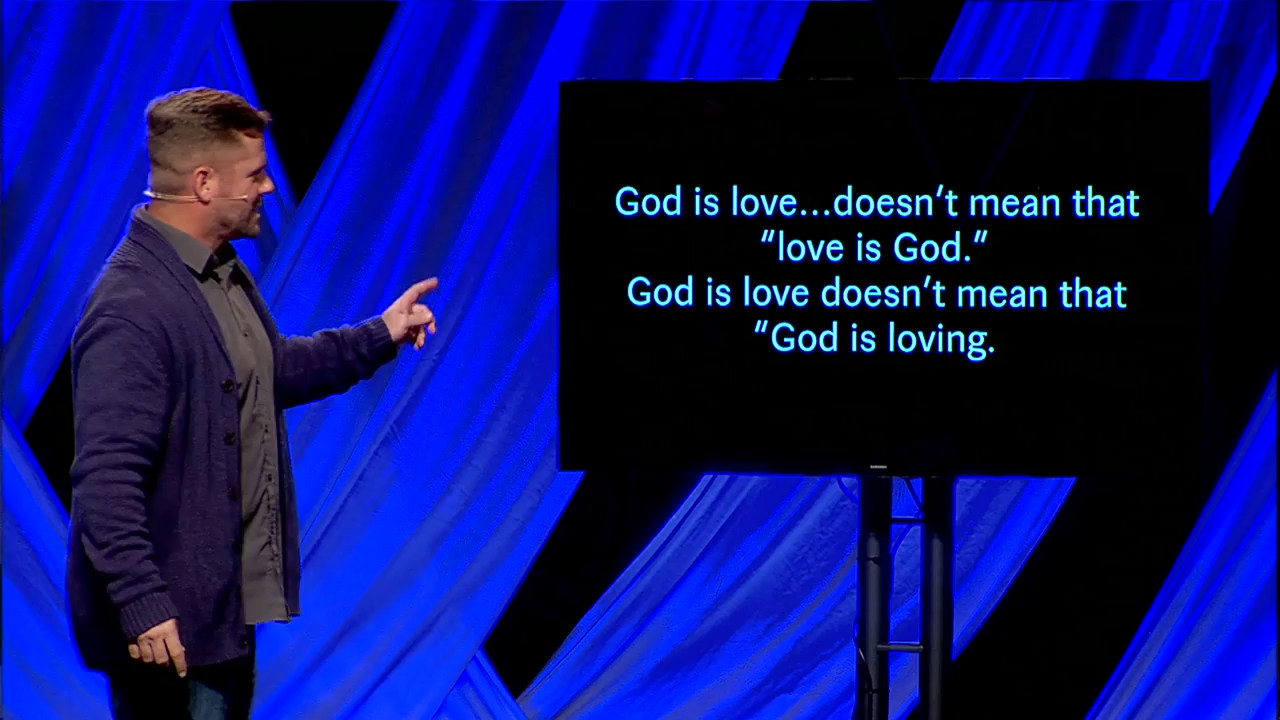 God is love...doesn't mean that
"love is God."
God is love doesn't mean that
"God is loving.